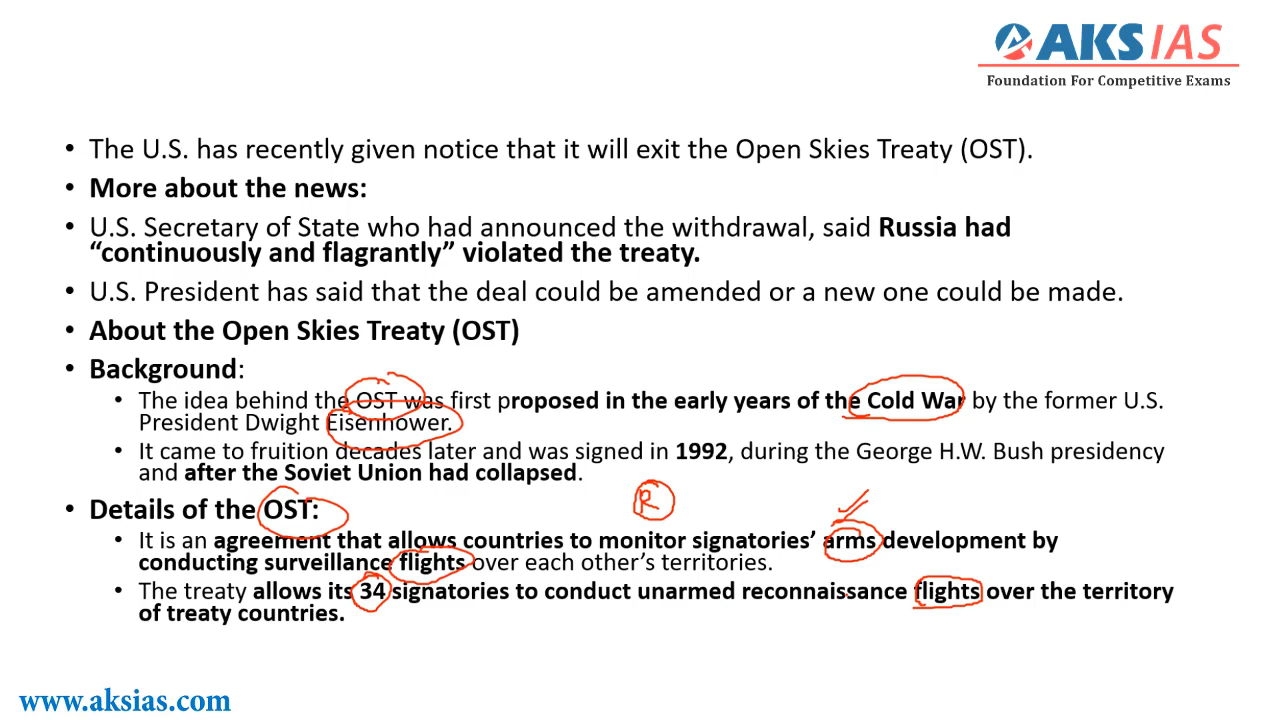 AKS IAS
Foundation For Competitive Exams
• The U.S. has recently given notice that it will exit the Open Skies Treaty (OST).
• More about the news:
• U.S. Secretary of State who had announced the withdrawal, said Russia had
“continuously and flagrantly” violated the treaty.
• U.S. President has said that the deal could be amended or a new one could be made.
• About the Open Skies Treaty (OST)
• Background:
• The idea behind the OST was first proposed in the early years of the Cold War by the former U.S.
President Dwight Eisenhower.
• It came to fruition decades later and was signed in 1992, during the George H.W. Bush presidency
and after the Soviet Union had collapsed.
R
• Details of the OST:
• It is an agreement that allows countries to monitor signatories’ arms development by
conducting surveillance flights over each other’s territories.
• The treaty allows its 34 signatories to conduct unarmed reconnaissance flights over the territory
of treaty countries.
www.aksias.com